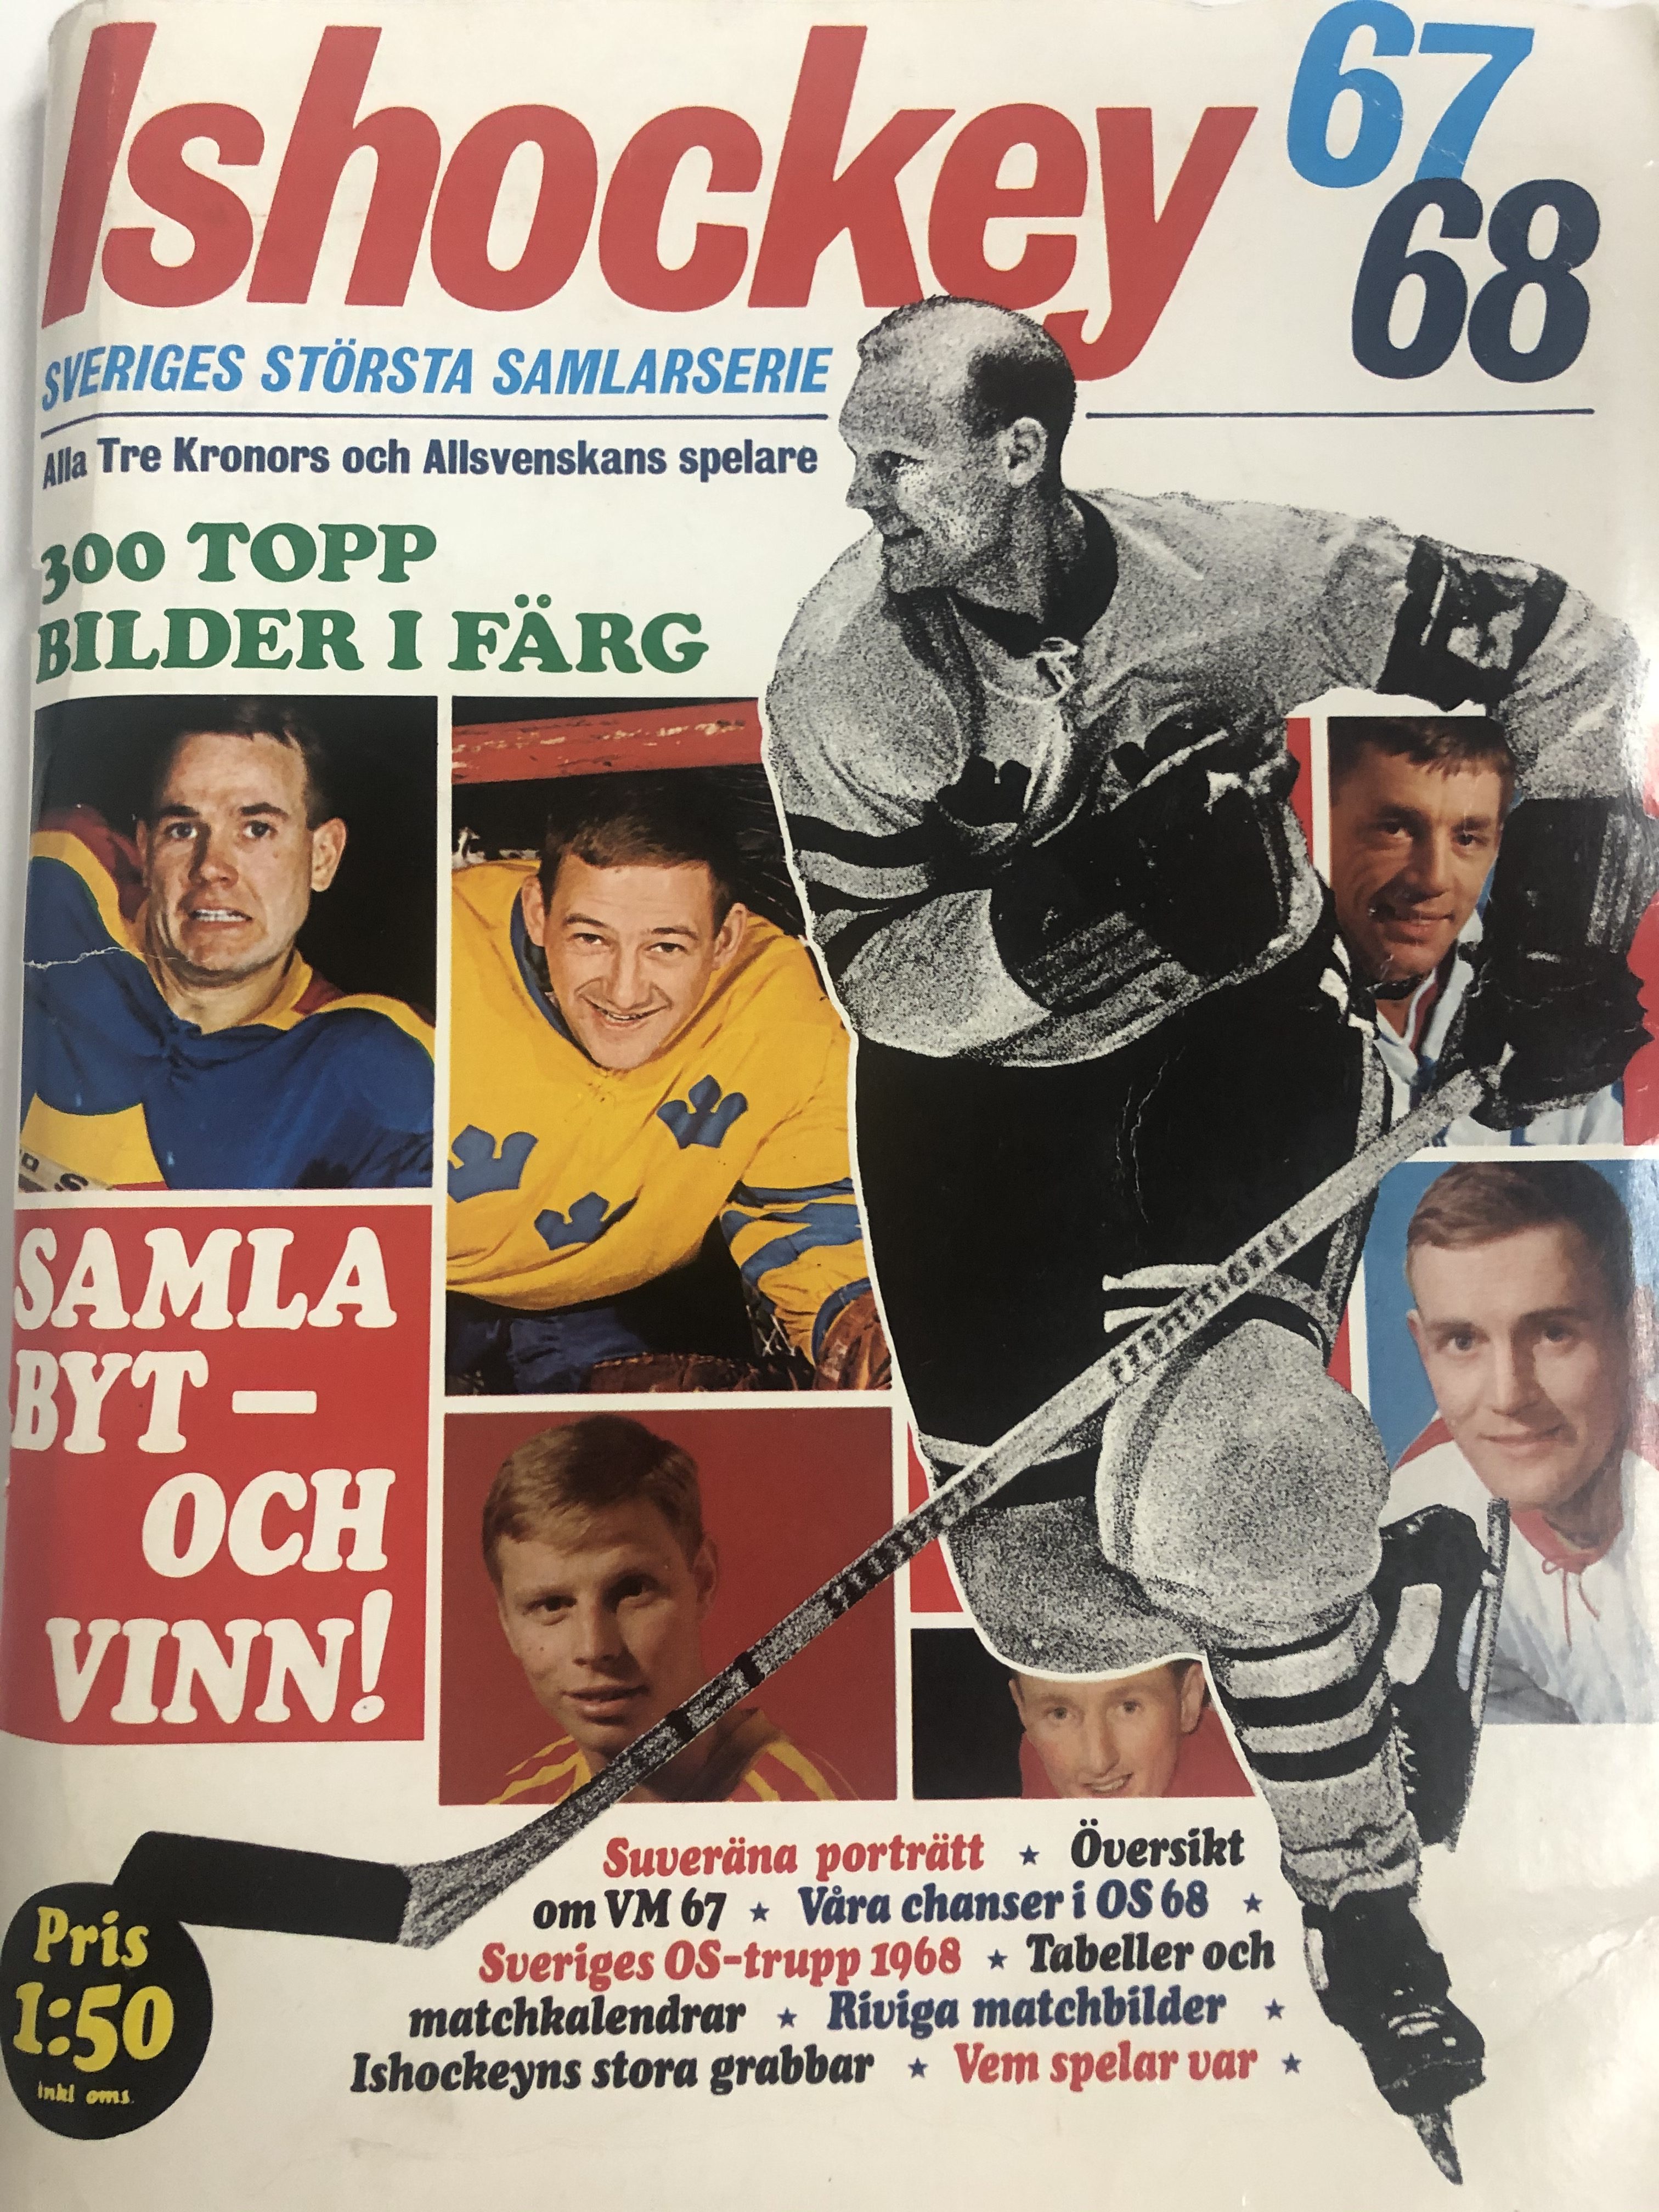 Ishockey
67
68
SVERIGES STÖRSTA SAMLARSERIE
Alla Tre Kronors och Allsvenskans spelare
300 TOPP
BILDER I FÄRG
SAMLA
BYT –
OCH
VINN!
Suveräna porträtt ★ Översikt
om VM 67 ★ Våra chanser i OS 68 ★
Sveriges OS-trupp 1968 ★ Tabeller och
matchkalendrar ★ Riviga matchbilder ★
Ishockeyns stora grabbar ★ Vem spelar var ★
Pris
1:50
inkl oms.